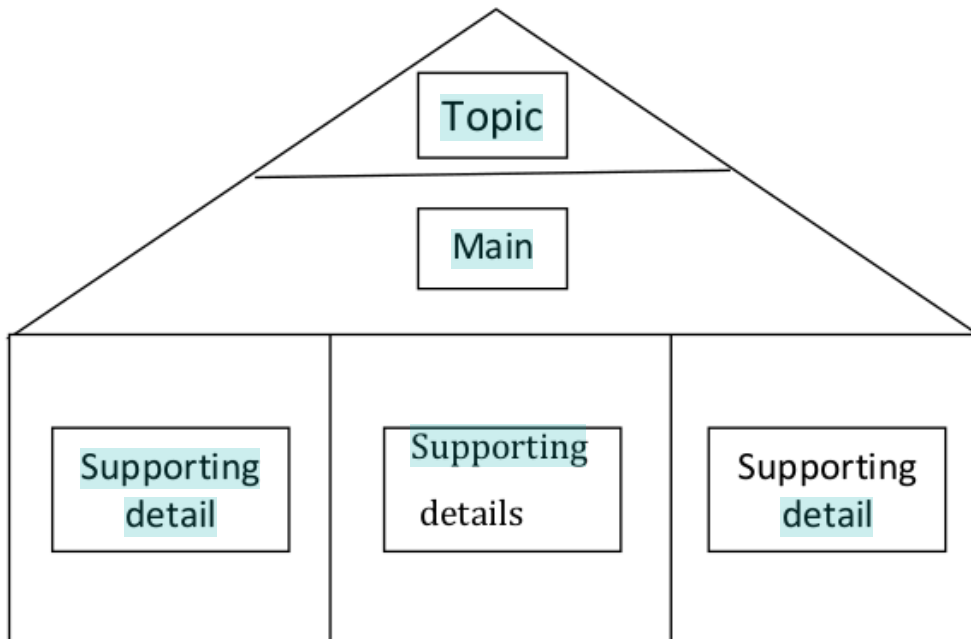 Topic
Main
Supporting
detail
Supporting
details
Supporting
detail